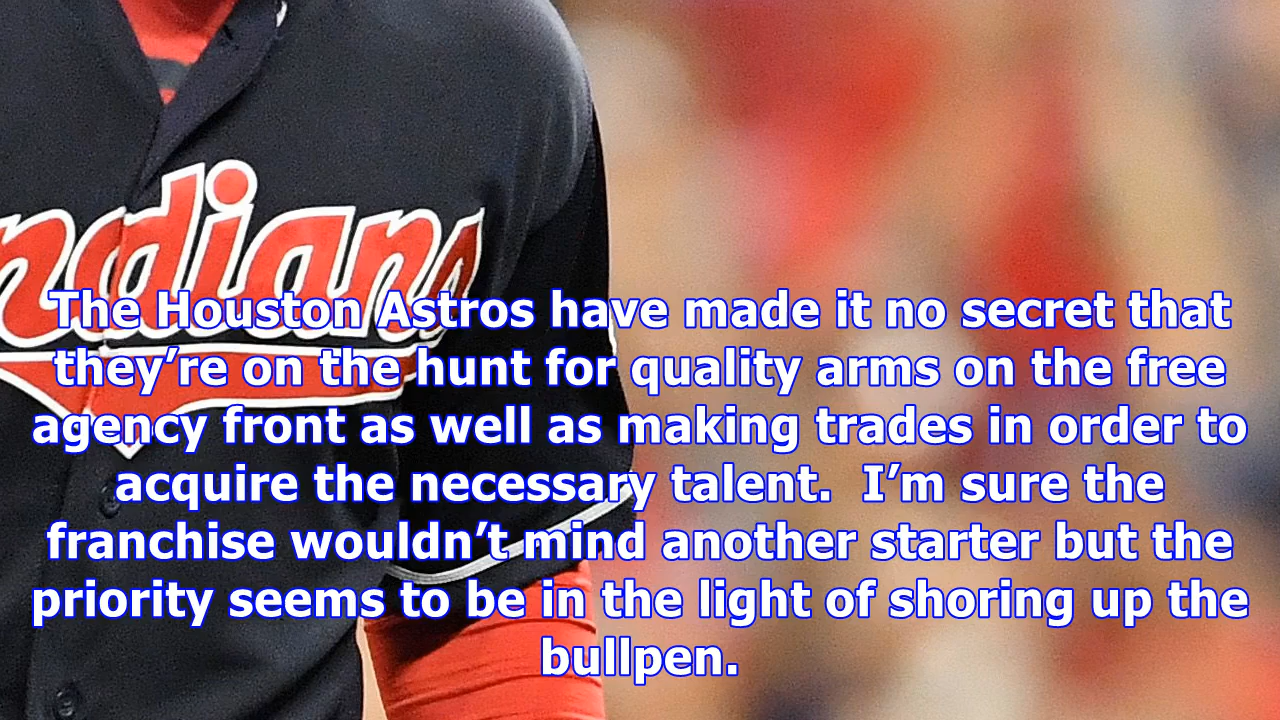 Indians
The Houston Astros have made it no secret that
they’re on the hunt for quality arms on the free
agency front as well as making trades in order to
acquire the necessary talent.  I’m sure the
franchise wouldn’t mind another starter but the
priority seems to be in the light of shoring up the
bullpen.